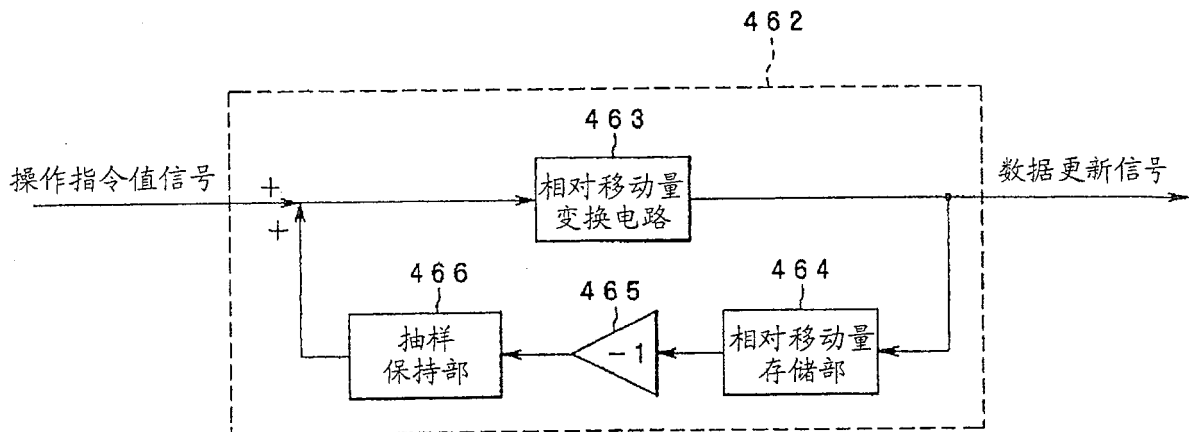 462
463
操作指令值信号
+
+
相对移动量
变换电路
数据更新信号
466
465
464
抽样
保持部
-1
相对移动量
存储部